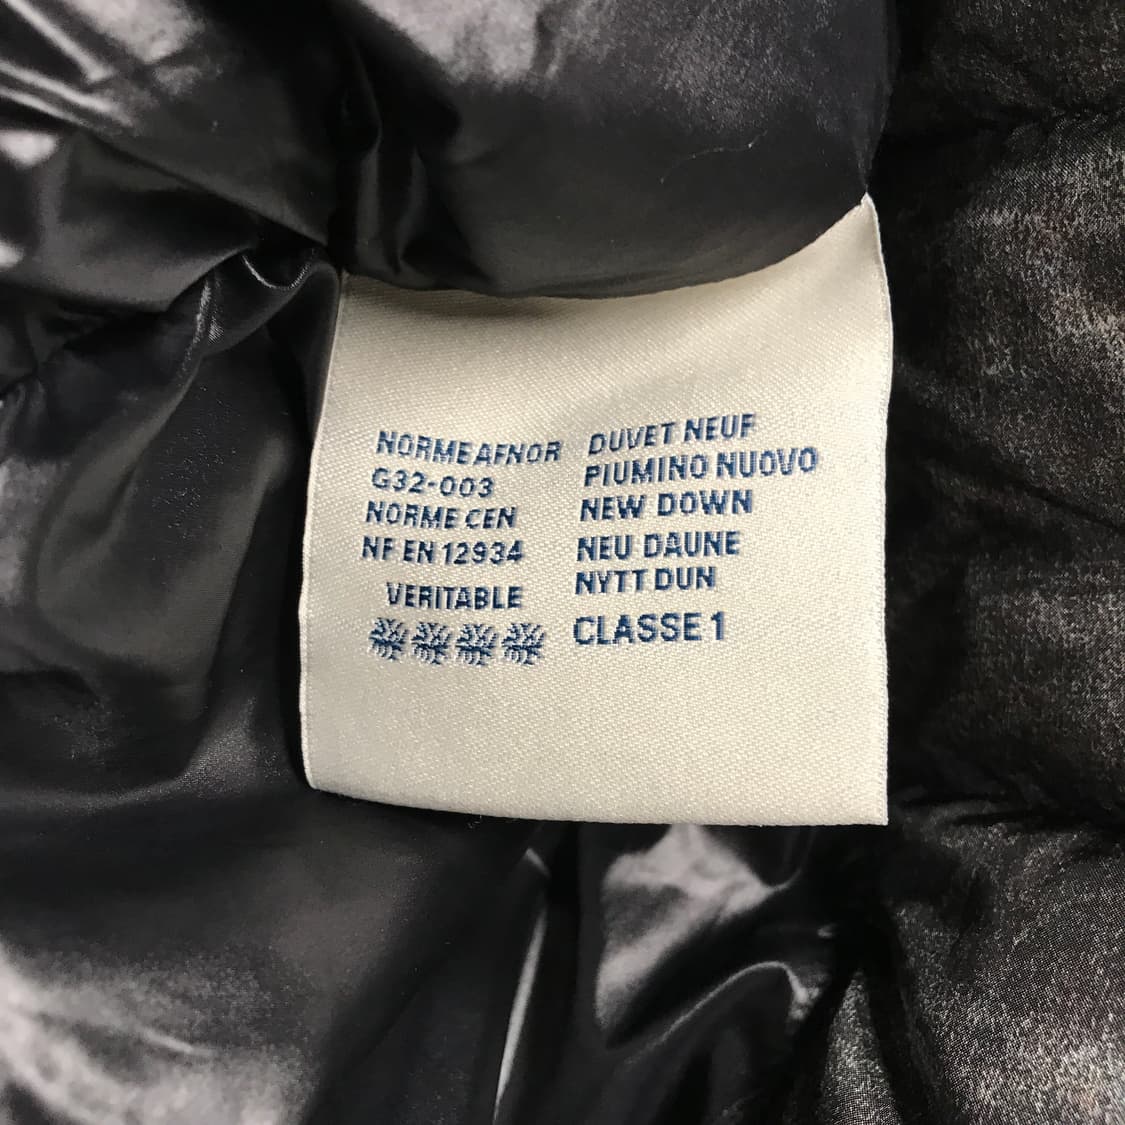 NORME AFNOR
G32-003
NORME CEN
NF EN 12934
VERITABLE
DUVET NEUF
PIUMINO NUOVO
NEW DOWN
NEU DAUNE
NYTT DUN
CLASSE 1